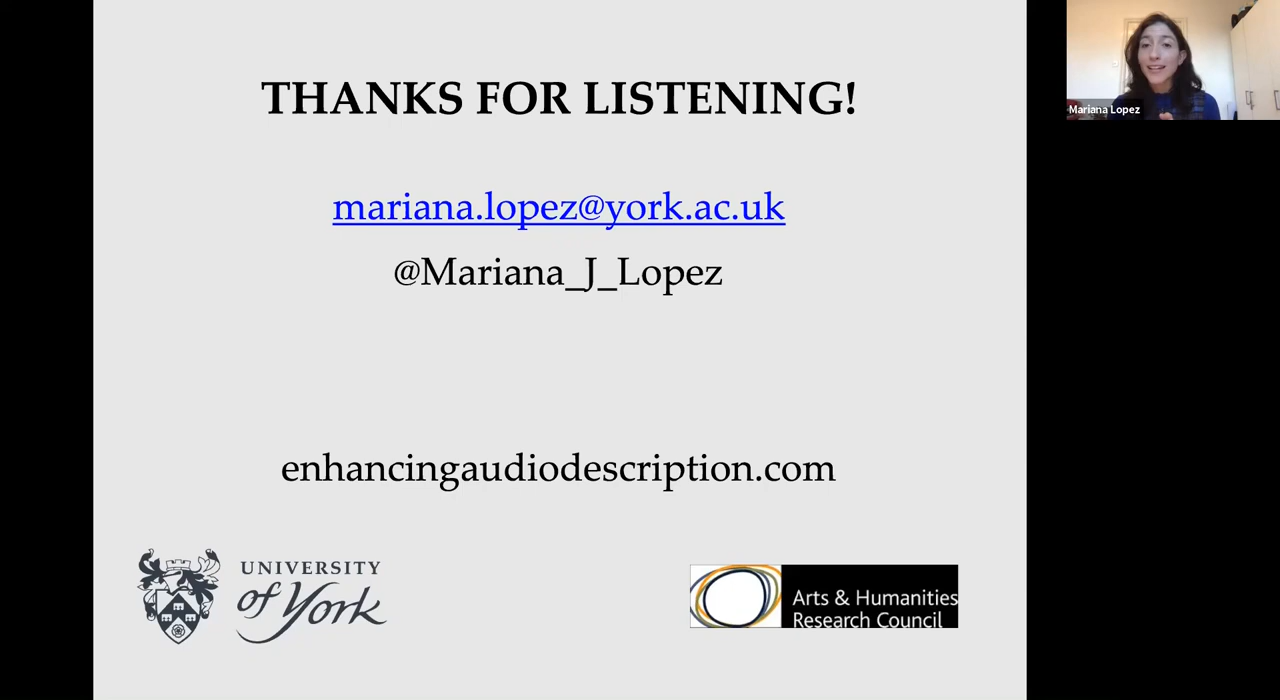 THANKS FOR LISTENING!
mariana.lopez@york.ac.uk
@Mariana_J_Lopez
enhancingaudiodescription.com
UNIVERSITY
of York
Arts & Humanities
Research Council
Mariana Lopez